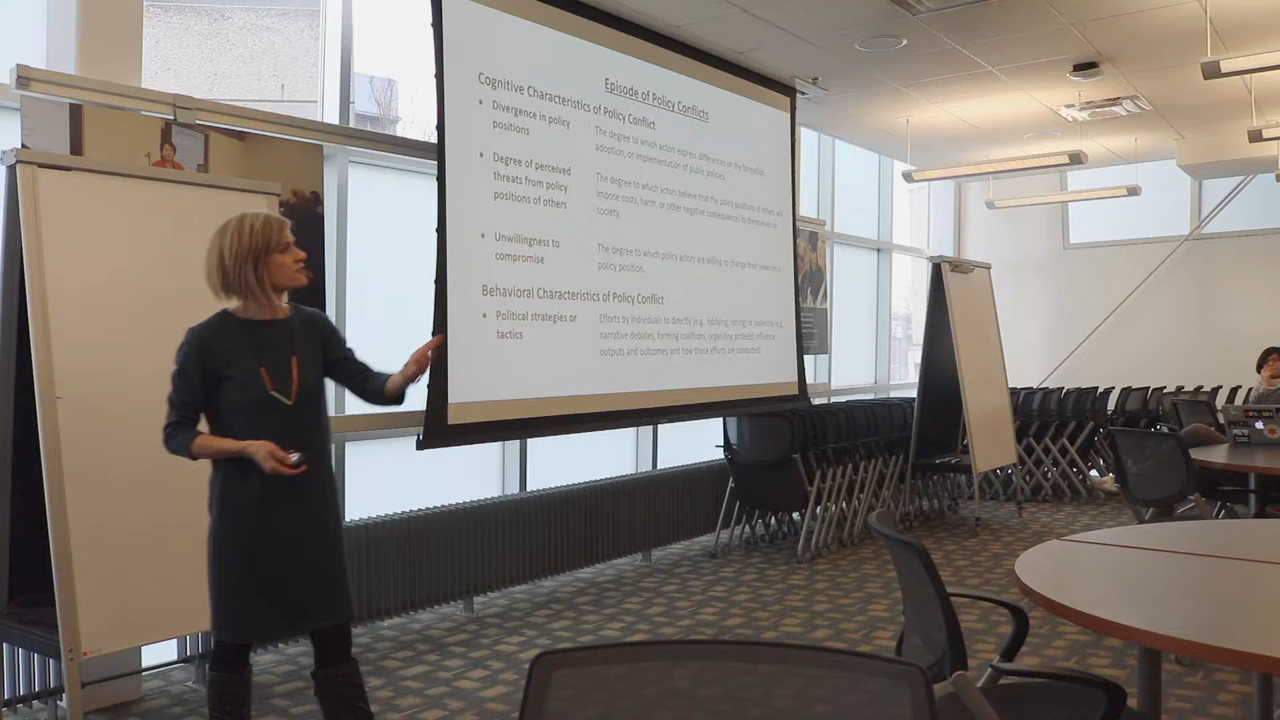 Episode of Policy Conflicts
Cognitive Characteristics of Policy Conflict
• Divergence in policy
positions
The degree to which actors express differences on the formation,
adoption, or implementation of public policies.
• Degree of perceived
threats from policy
positions of others
The degree to which actors believe that the policy positions of others will
impose costs, harm, or other negative consequences to themselves or
society.
• Unwillingness to
compromise
The degree to which policy actors are willing to change their views on a
policy position.
Behavioral Characteristics of Policy Conflict
• Political strategies or
tactics
Efforts by individuals to directly (e.g., lobbying, voting) or indirectly (e.g.,
narrative debates, forming coalitions, organizing protests) influence
outputs and outcomes and how those efforts are conducted.